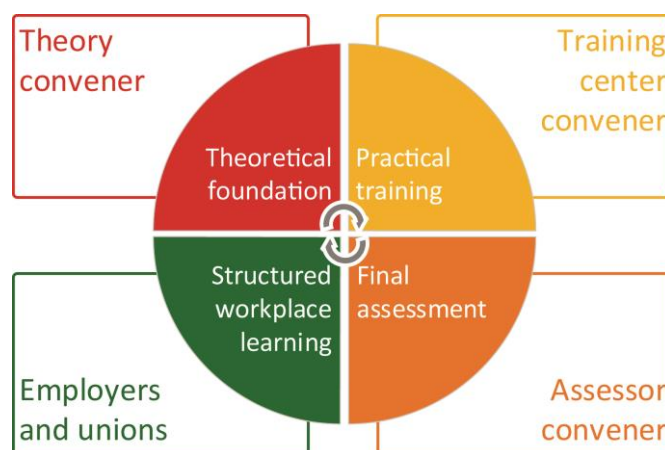 Theory
convener
Training
center
convener
Theoretical
foundation
Practical
training
Structured
workplace
learning
Final
assessment
Employers
and unions
Assessor
convener